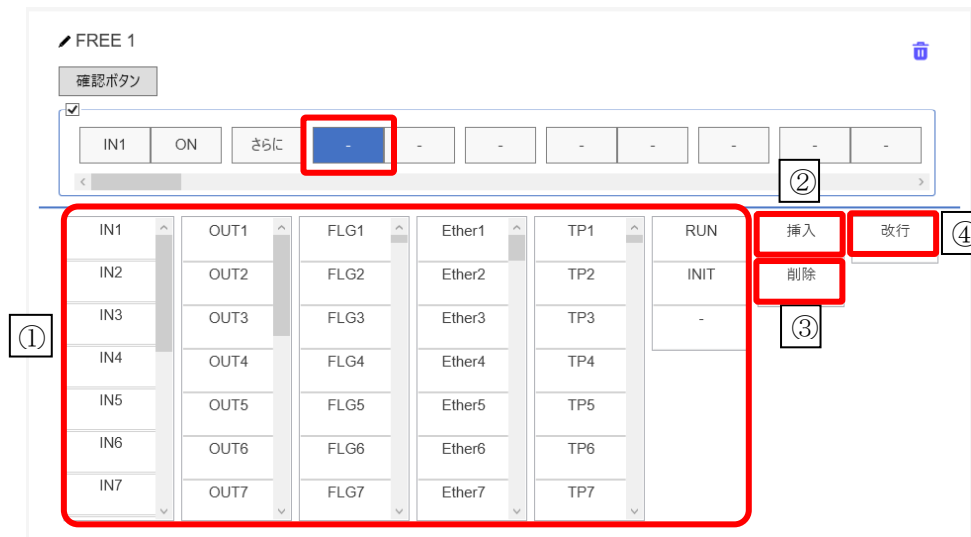 FREE 1
確認ボタン
IN1 ON さらに - - - - - - - -
②
IN1 OUT1 FLG1 Ether1 TP1 RUN 挿入 改行 ④
IN2 OUT2 FLG2 Ether2 TP2 INIT 削除
① IN3 OUT3 FLG3 Ether3 TP3 - ③
IN4 OUT4 FLG4 Ether4 TP4
IN5 OUT5 FLG5 Ether5 TP5
IN6 OUT6 FLG6 Ether6 TP6
IN7 OUT7 FLG7 Ether7 TP7